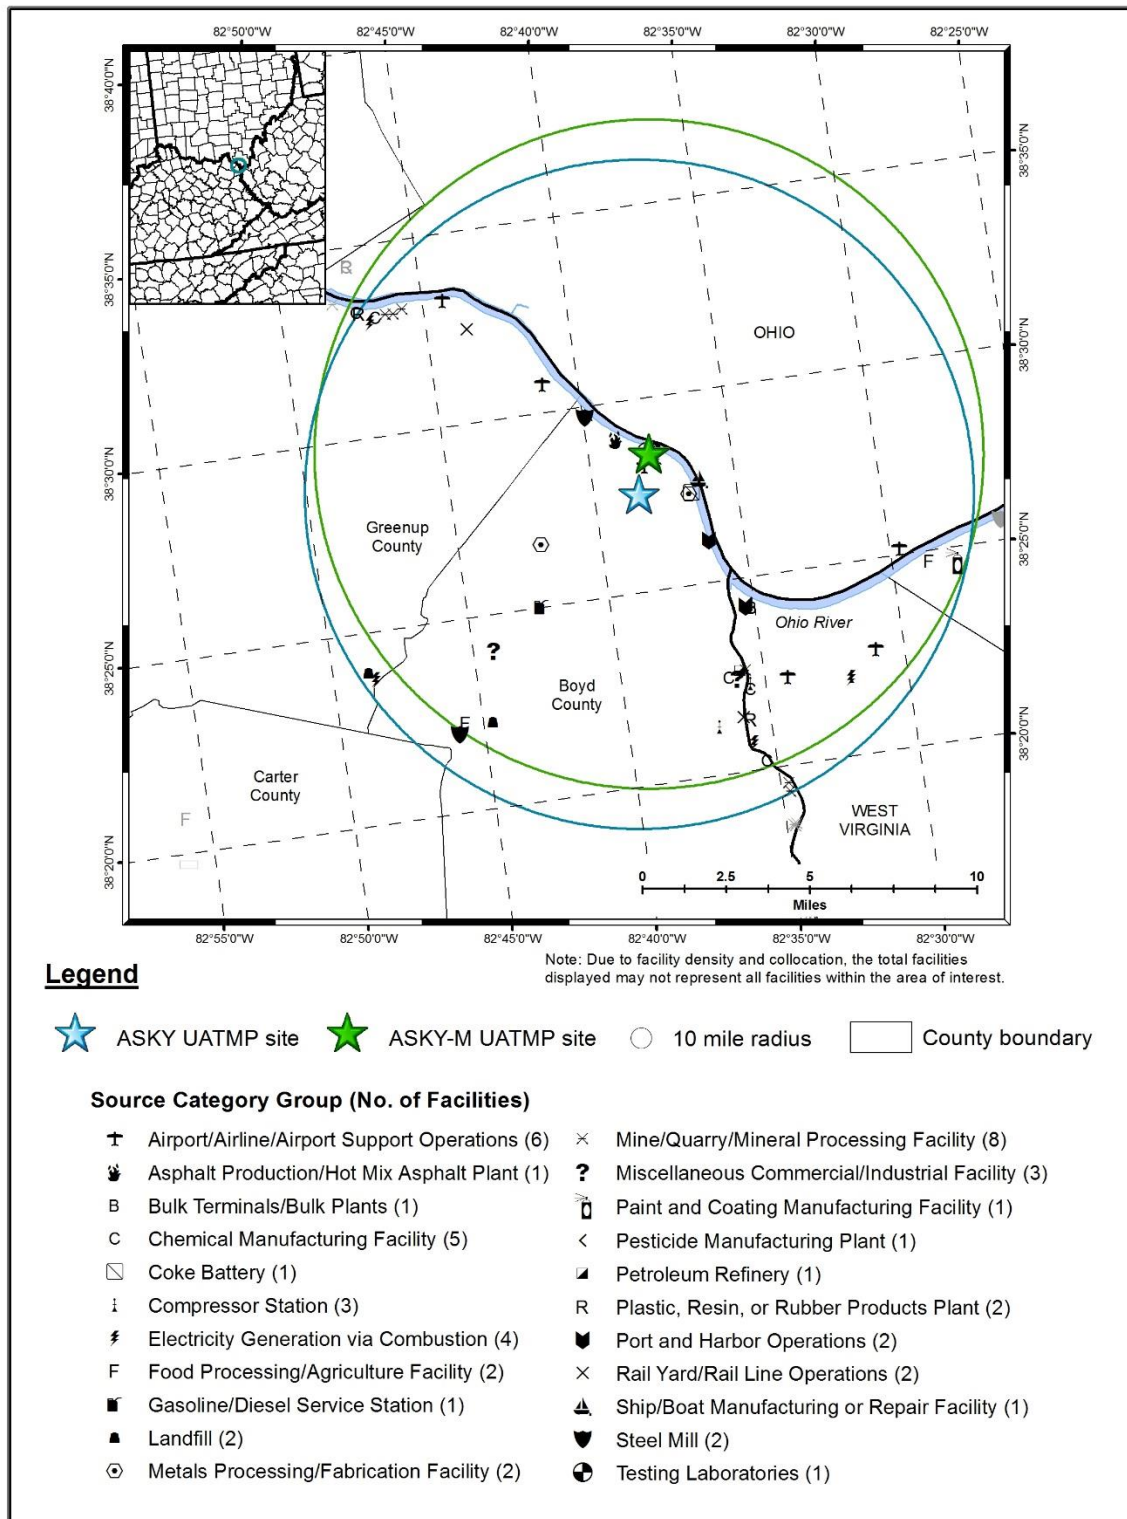 82°50'0"W 82°45'0"W 82°40'0"W 82°35'0"W 82°30'0"W 82°25'0"W
38°40'0"N
38°35'0"N
38°35'0"N
R
38°30'0"N
R
C
OHIO
38°30'0"N
Greenup
County
38°25'0"N
F
B
Ohio River
?
38°25'0"N
C
?
C
Boyd
County
F
R
38°20'0"N
C
Carter
County
WEST
VIRGINIA
F
38°20'0"N
0 2.5 5 10
Miles
82°55'0"W 82°50'0"W 82°45'0"W 82°40'0"W 82°35'0"W 82°30'0"W
Note: Due to facility density and collocation, the total facilities
displayed may not represent all facilities within the area of interest.
Legend
ASKY UATMP site
ASKY-M UATMP site
10 mile radius
County boundary
Source Category Group (No. of Facilities)
Airport/Airline/Airport Support Operations (6)
Asphalt Production/Hot Mix Asphalt Plant (1)
B Bulk Terminals/Bulk Plants (1)
C Chemical Manufacturing Facility (5)
Coke Battery (1)
Compressor Station (3)
Electricity Generation via Combustion (4)
F Food Processing/Agriculture Facility (2)
Gasoline/Diesel Service Station (1)
Landfill (2)
Metals Processing/Fabrication Facility (2)
Mine/Quarry/Mineral Processing Facility (8)
? Miscellaneous Commercial/Industrial Facility (3)
Paint and Coating Manufacturing Facility (1)
Pesticide Manufacturing Plant (1)
Petroleum Refinery (1)
R Plastic, Resin, or Rubber Products Plant (2)
Port and Harbor Operations (2)
Rail Yard/Rail Line Operations (2)
Ship/Boat Manufacturing or Repair Facility (1)
Steel Mill (2)
Testing Laboratories (1)